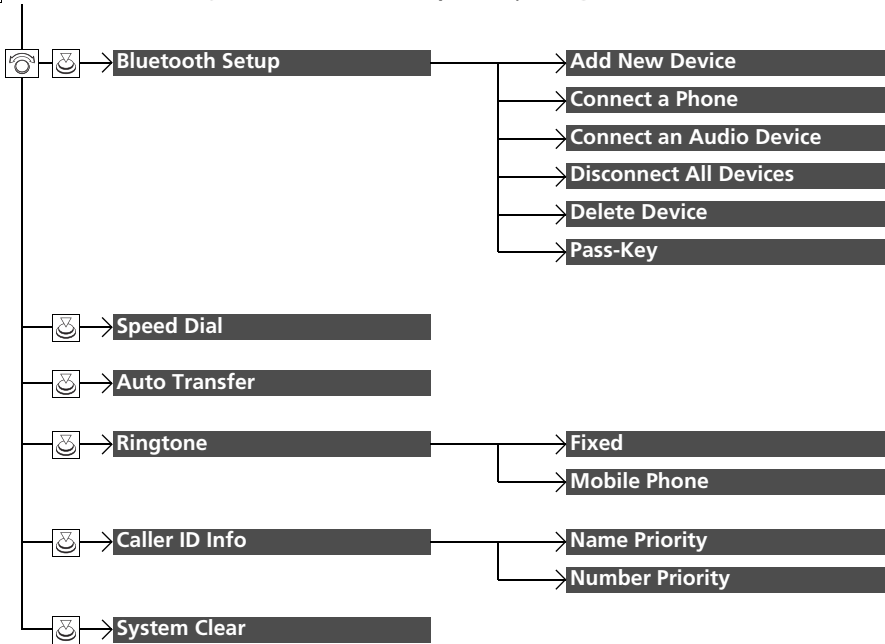 Bluetooth Setup
Add New Device
Connect a Phone
Connect an Audio Device
Disconnect All Devices
Delete Device
Pass-Key
Speed Dial
Auto Transfer
Ringtone
Fixed
Mobile Phone
Caller ID Info
Name Priority
Number Priority
System Clear